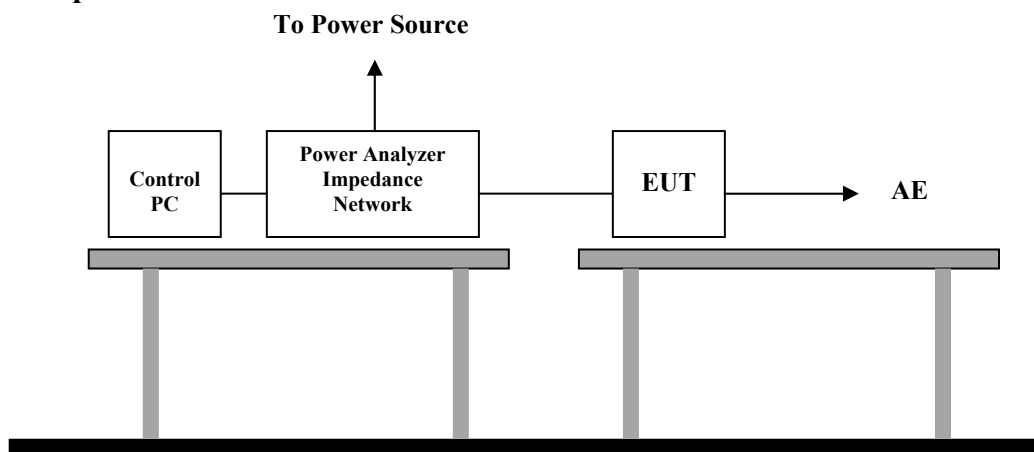 To Power Source
Control
PC
Power Analyzer
Impedance
Network
EUT
AE